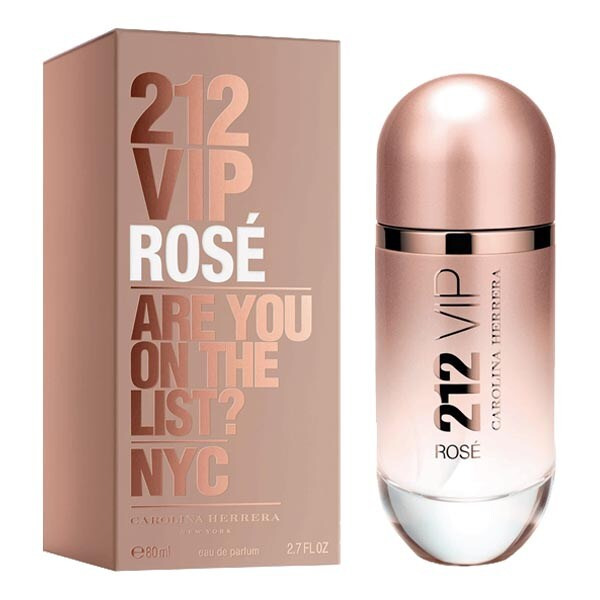 212
VIP
ROSÉ
ARE YOU
ON THE
LIST?
NYC
CAROLINA HERRERA
NEW YORK
℮80ml eau de parfum 2.7 FL OZ
212 VIP
CAROLINA HERRERA
ROSÉ